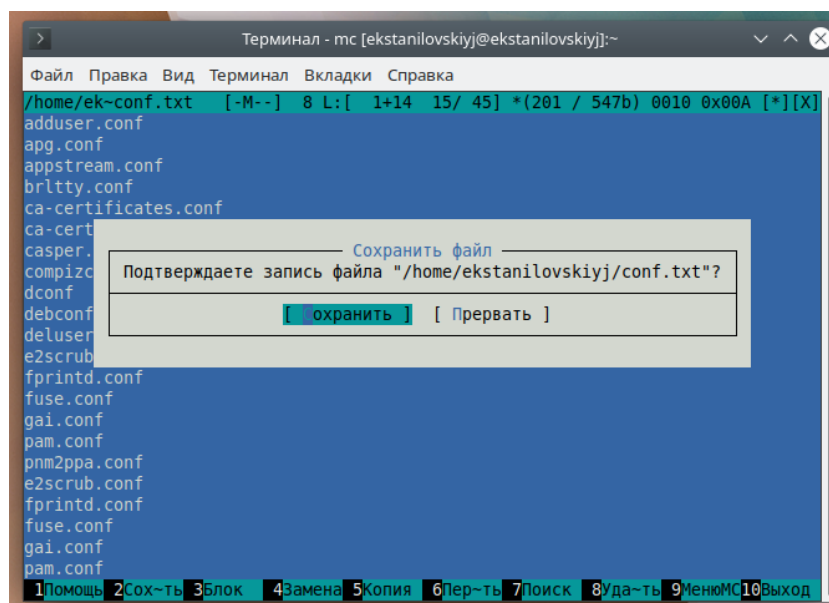 Терминал - mc [ekstanilovskiyj@ekstanilovskiyj]:~
Файл Правка Вид Терминал Вкладки Справка
/home/ek~conf.txt [-M--] 8 L:[ 1+14 15/ 45] *(201 / 547b) 0010 0x00A [*][X]
adduser.conf
apg.conf
appstream.conf
brltty.conf
ca-certificates.conf
ca-cert
casper.
Сохранить файл
compizc
Подтверждаете запись файла "/home/ekstanilovskiyj/conf.txt"?
dconf
debconf
[ Сохранить ] [ Прервать ]
deluser
e2scrub
fprintd.conf
fuse.conf
gai.conf
pam.conf
pnm2ppa.conf
e2scrub.conf
fprintd.conf
fuse.conf
gai.conf
pam.conf
1Помощь 2Сох~ть 3Блок 4Замена 5Копия 6Пер~ть 7Поиск 8Уда~ть 9МенюMC 10Выход